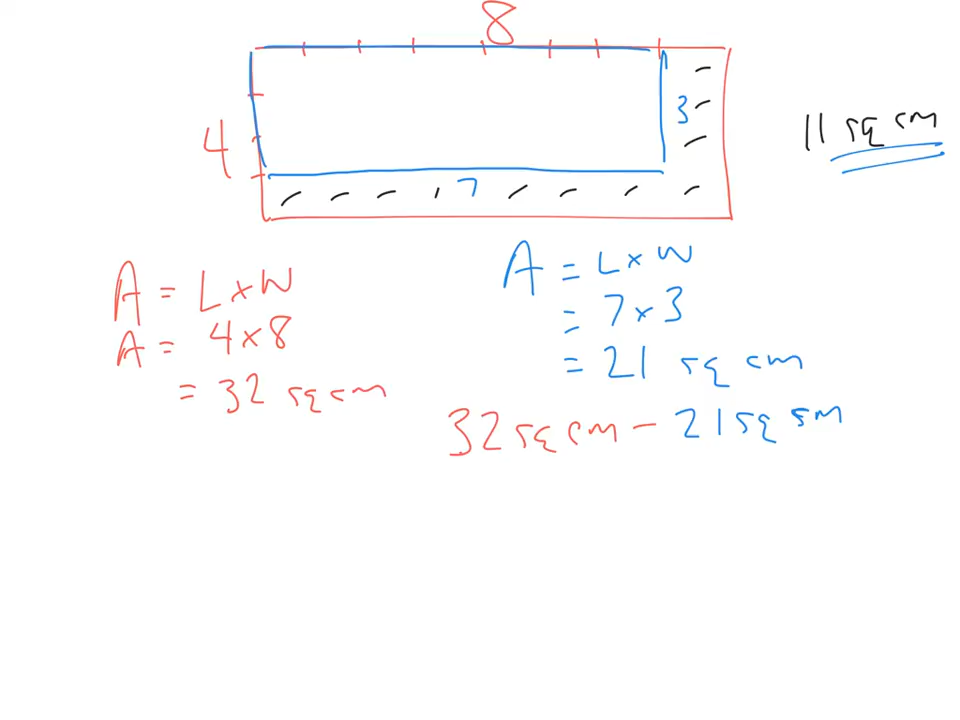 8
4
3
11 sq cm
7
A = L x W
A = 4 x 8
= 32 sq cm
A = L x W
= 7 x 3
= 21 sq cm
32 sq cm - 21 sq sm